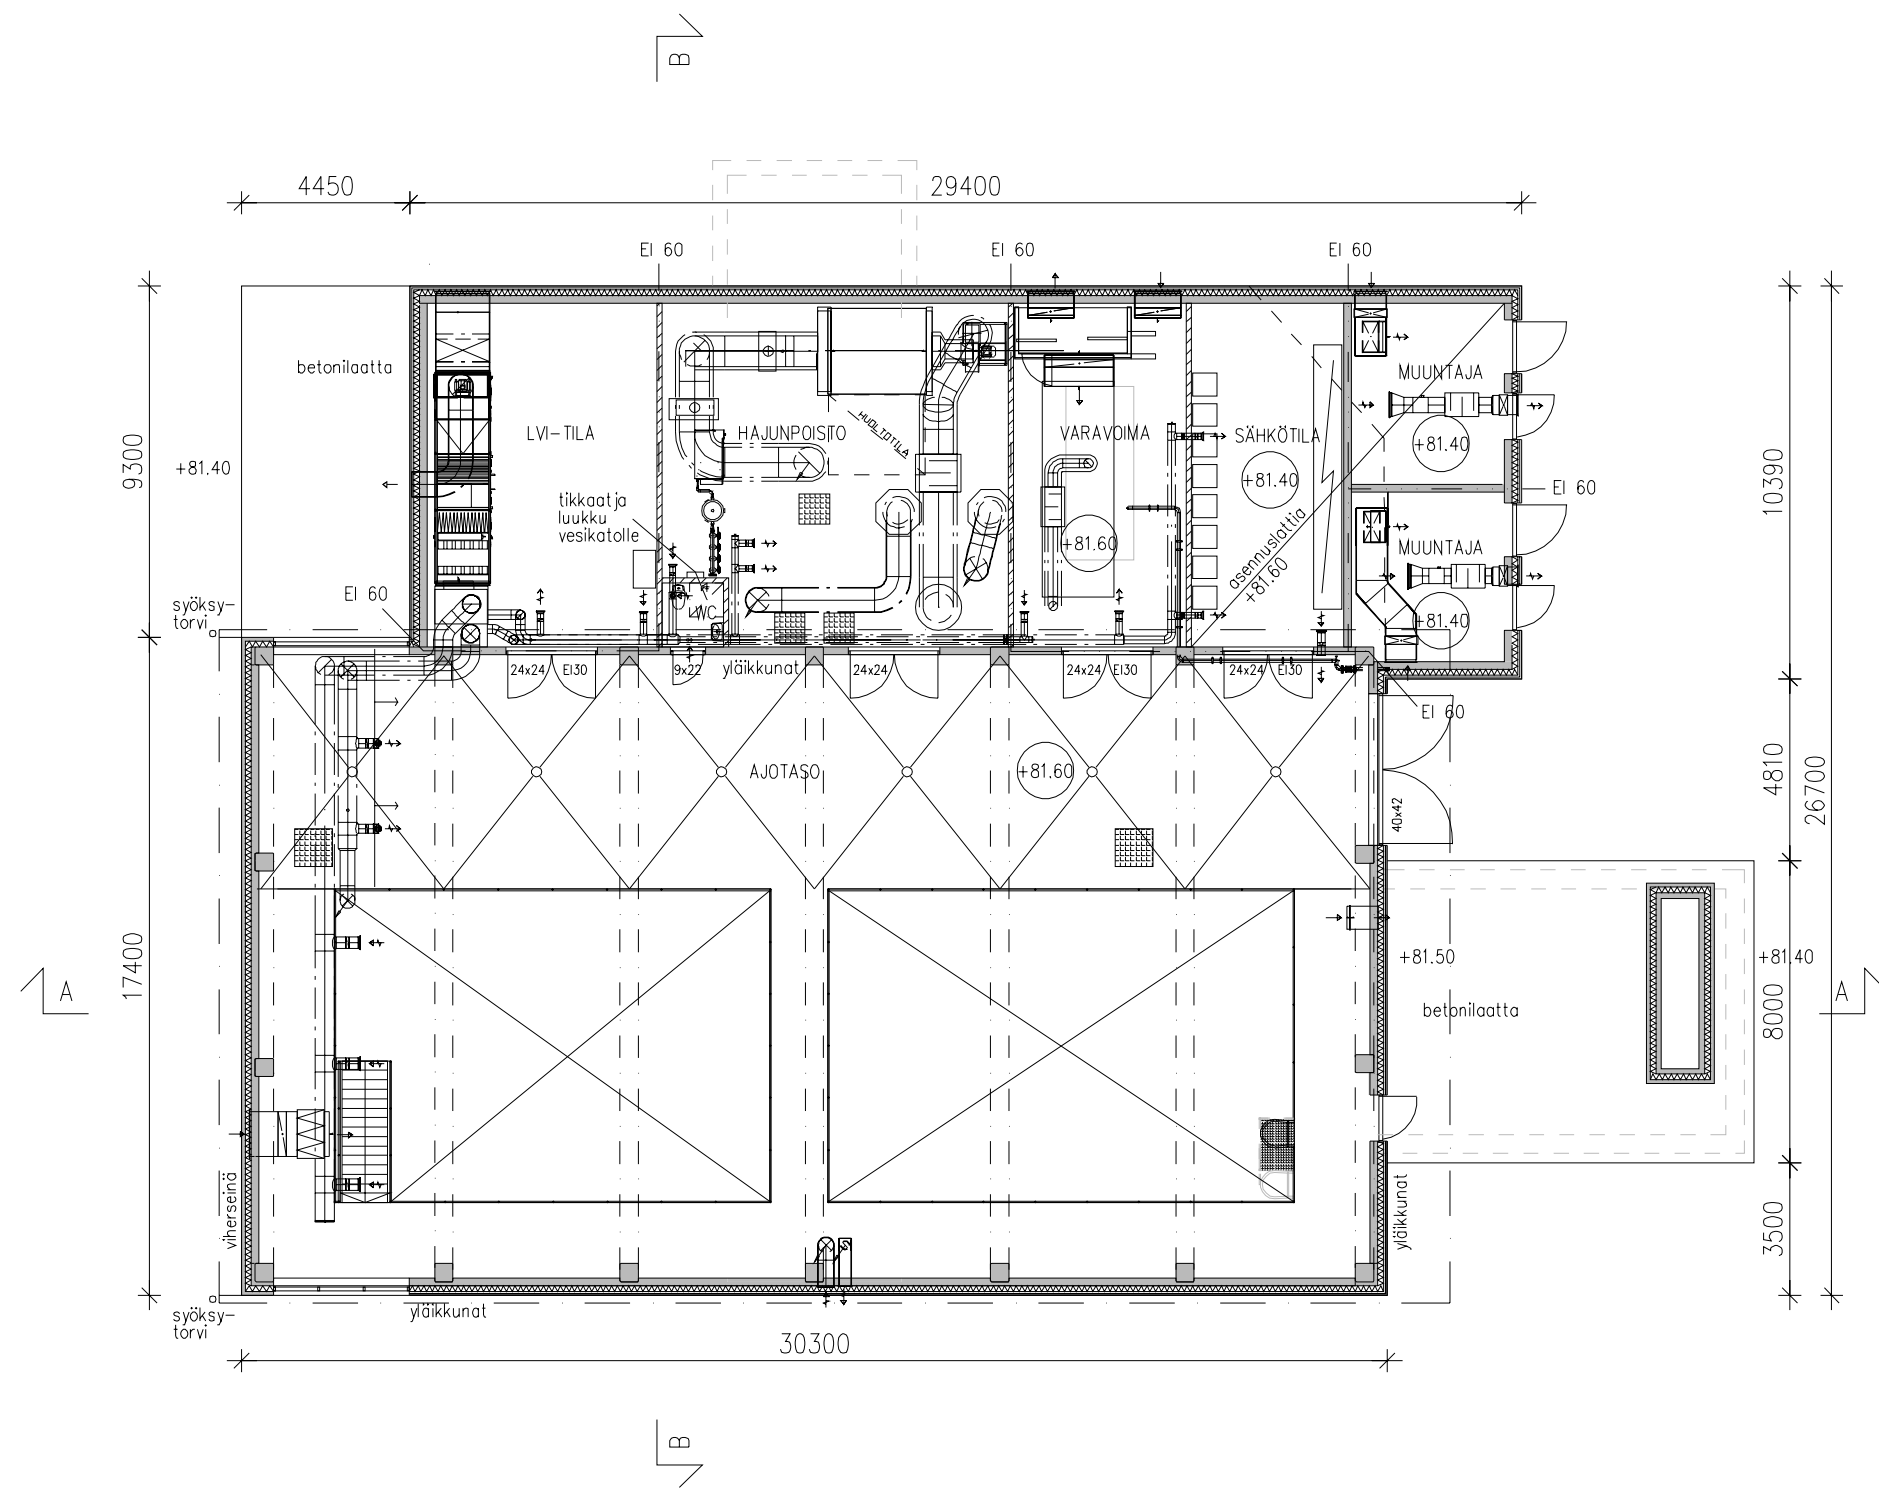 B
4450
29400
EI 60
EI 60
EI 60
betonilaatta
MUUNTAJA
+81.40
LVI-TILA
HAJUNPOISTO
HUOLTOTILA
VARAVOIMA
SÄHKÖTILA
9300
+81.40
+81.40
10390
EI 60
tikkaat ja
luukku
vesikatolle
asennuslattia
+81.60
+81.60
MUUNTAJA
EI 60
WC
+81.40
syöksy-
torvi
24x24
EI30
9x22
yläikkunat
24x24
24x24
EI30
24x24
EI30
EI 60
AJOTASO
+81.60
4810
26700
40x42
17400
+81.50
+81.40
A
A
betonilaatta
8000
viherseinä
yläikkunat
3500
syöksy-
torvi
yläikkunat
30300
B